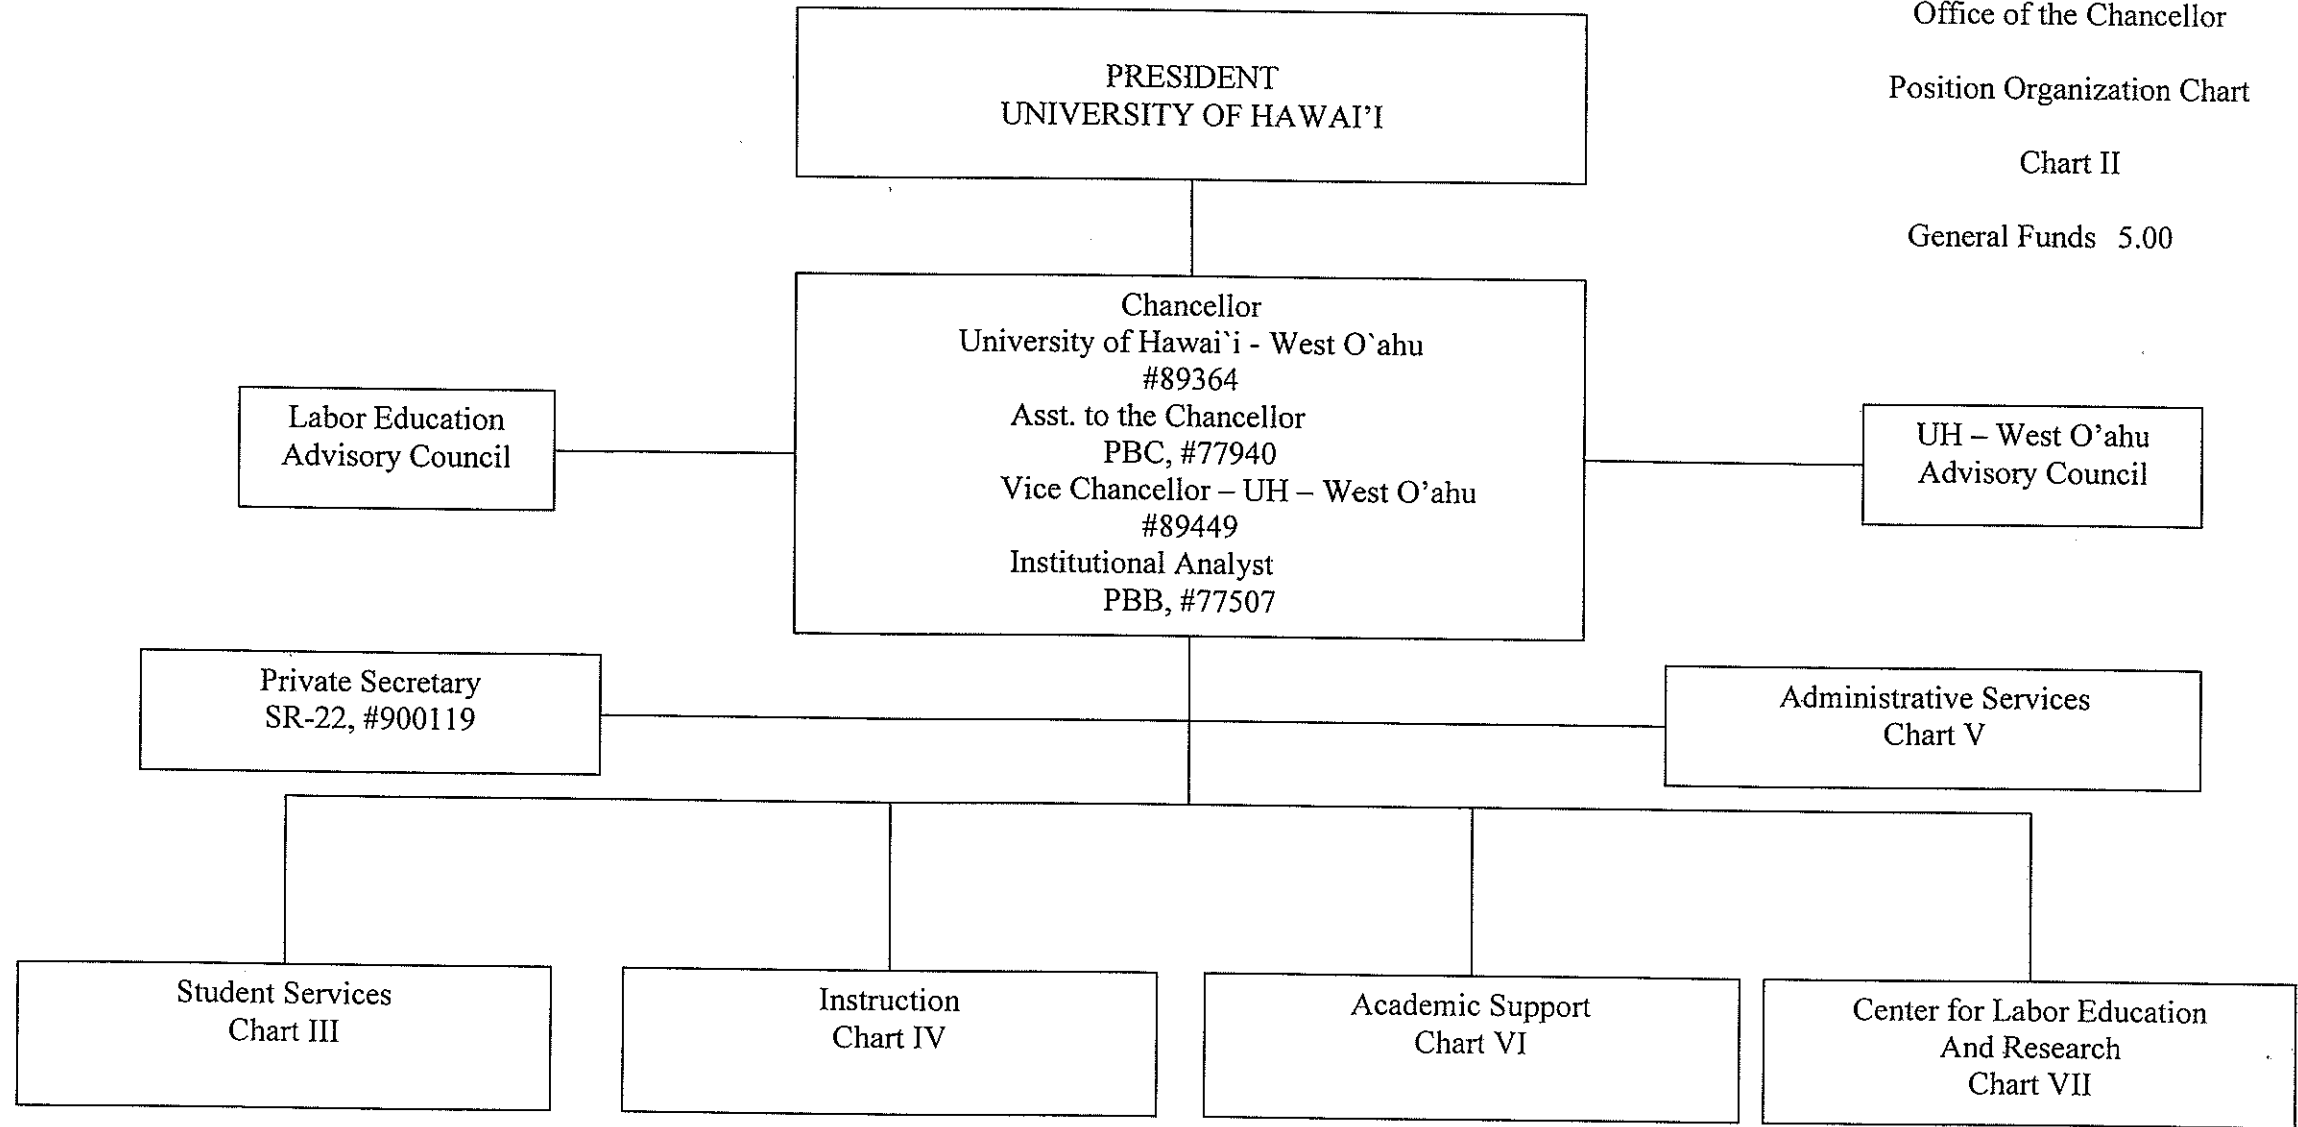 Office of the Chancellor
Position Organization Chart
Chart II
General Funds 5.00
PRESIDENT
UNIVERSITY OF HAWAI’I
Chancellor
University of Hawai`i - West O`ahu
#89364
Asst. to the Chancellor
PBC, #77940
Vice Chancellor – UH – West O’ahu
#89449
Institutional Analyst
PBB, #77507
Labor Education
Advisory Council
UH – West O’ahu
Advisory Council
Private Secretary
SR-22, #900119
Administrative Services
Chart V
Student Services
Chart III
Instruction
Chart IV
Academic Support
Chart VI
Center for Labor Education
And Research
Chart VII